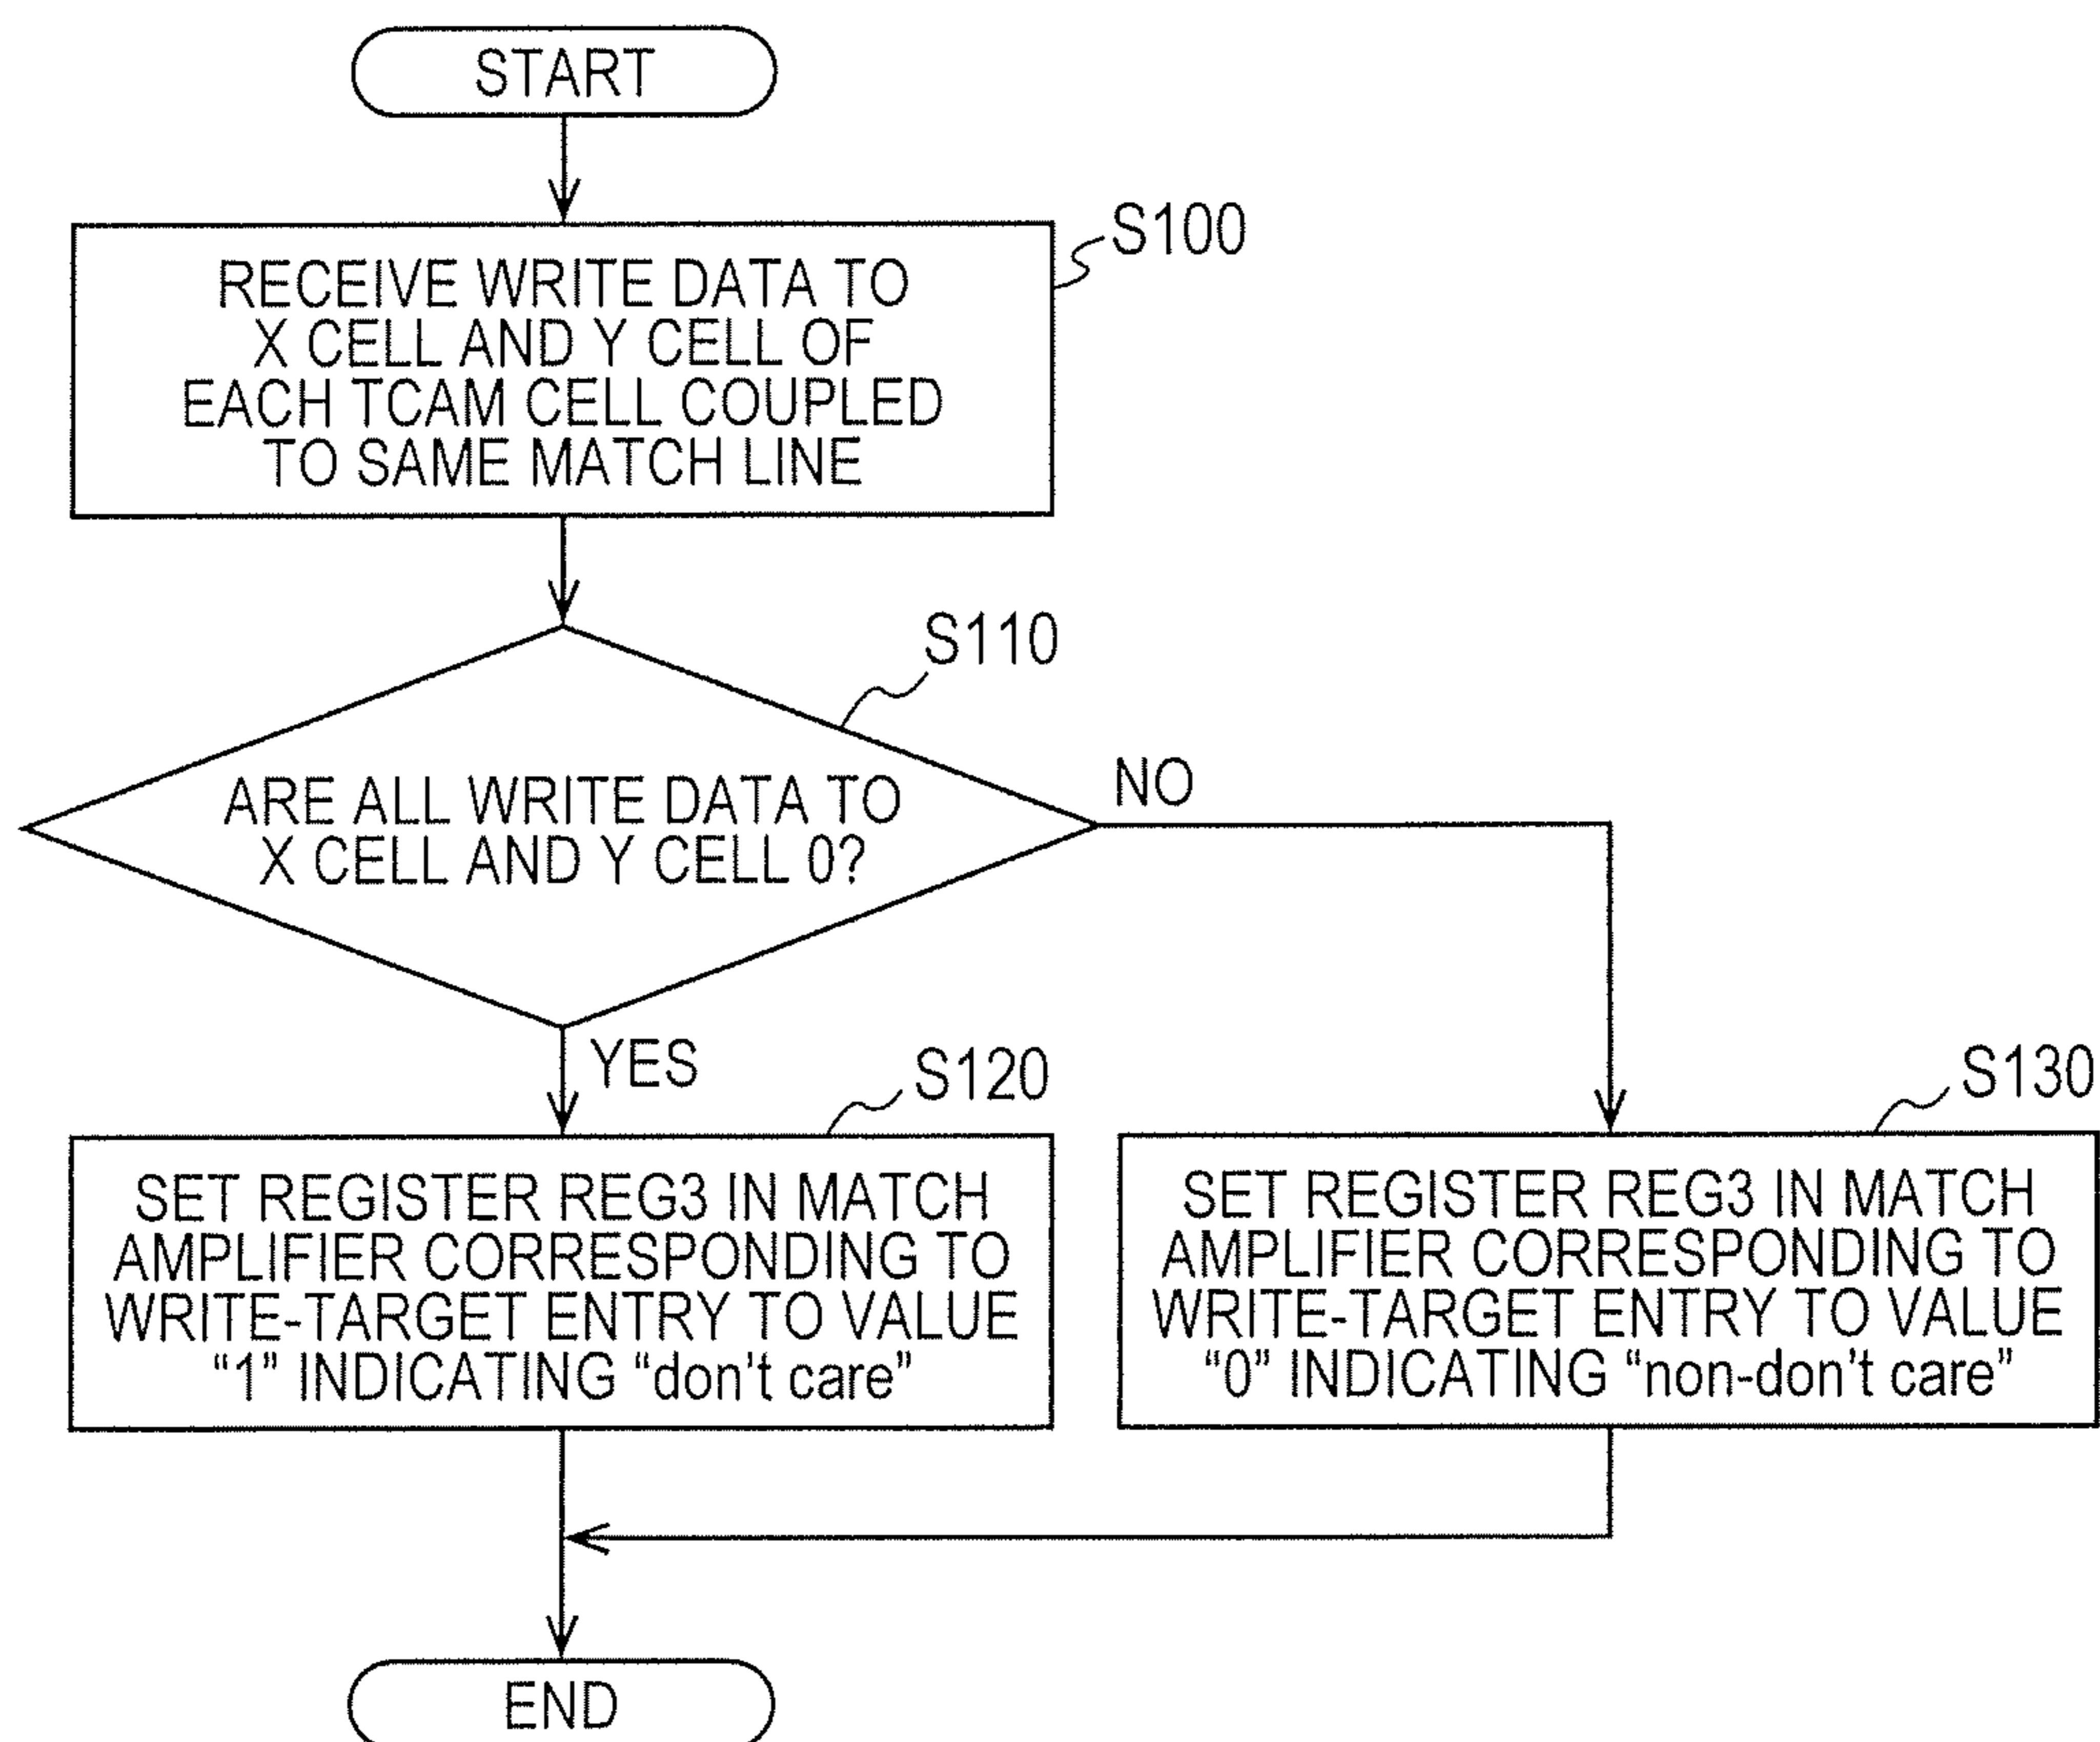 START
S100
RECEIVE WRITE DATA TO
X CELL AND Y CELL OF
EACH TCAM CELL COUPLED
TO SAME MATCH LINE
S110
ARE ALL WRITE DATA TO
X CELL AND Y CELL 0?
NO
YES
S120
SET REGISTER REG3 IN MATCH
AMPLIFIER CORRESPONDING TO
WRITE-TARGET ENTRY TO VALUE
“1” INDICATING “don't care”
S130
SET REGISTER REG3 IN MATCH
AMPLIFIER CORRESPONDING TO
WRITE-TARGET ENTRY TO VALUE
“0” INDICATING “non-don't care”
END